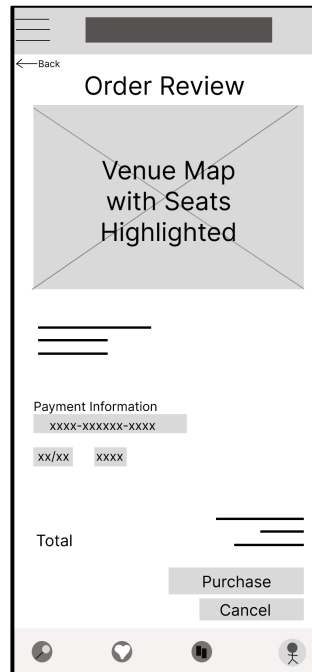 Back
Order Review
Venue Map
with Seats
Highlighted
Payment Information
xxxx-xxxxxx-xxxx
xx/xx xxxx
Total
Purchase
Cancel